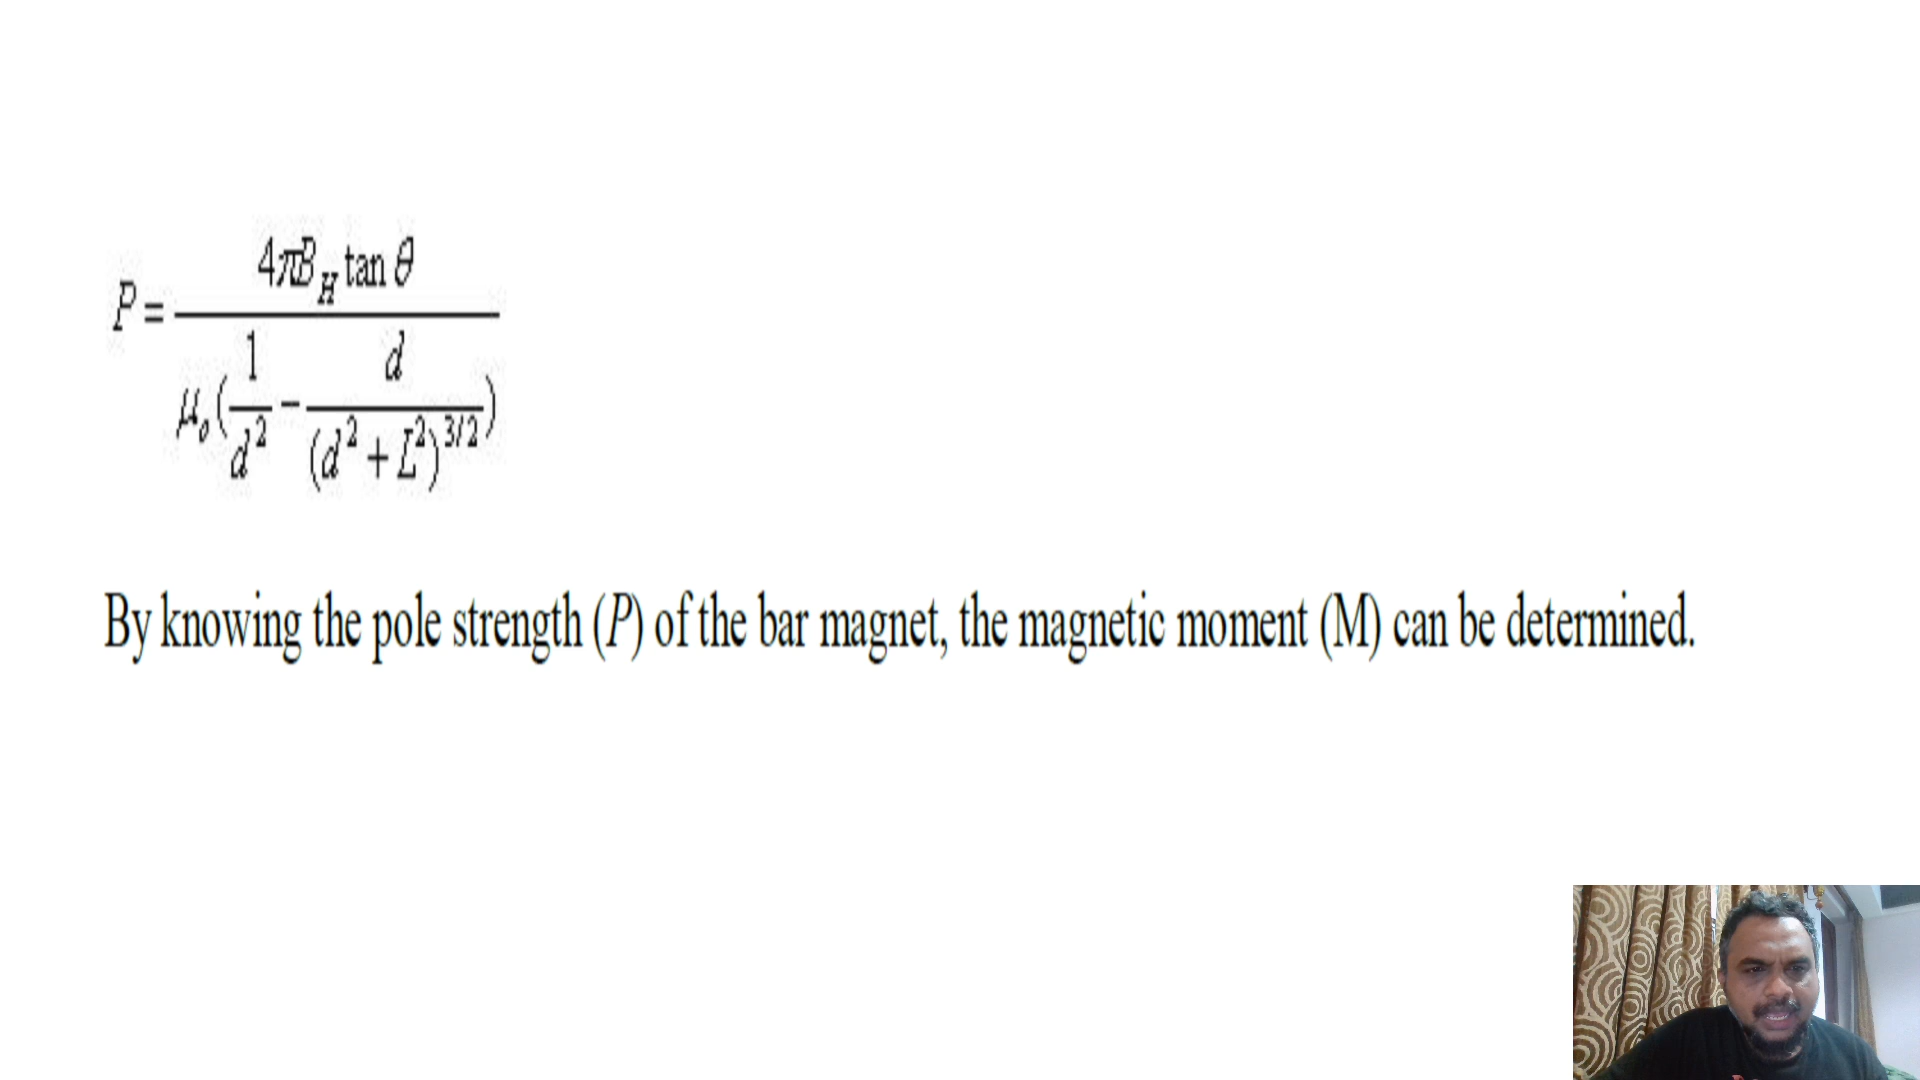 P = 4πB_H tan θ / μ_o(1/d² − d/(d² + L²)^3/2)
By knowing the pole strength (P) of the bar magnet, the magnetic moment (M) can be determined.